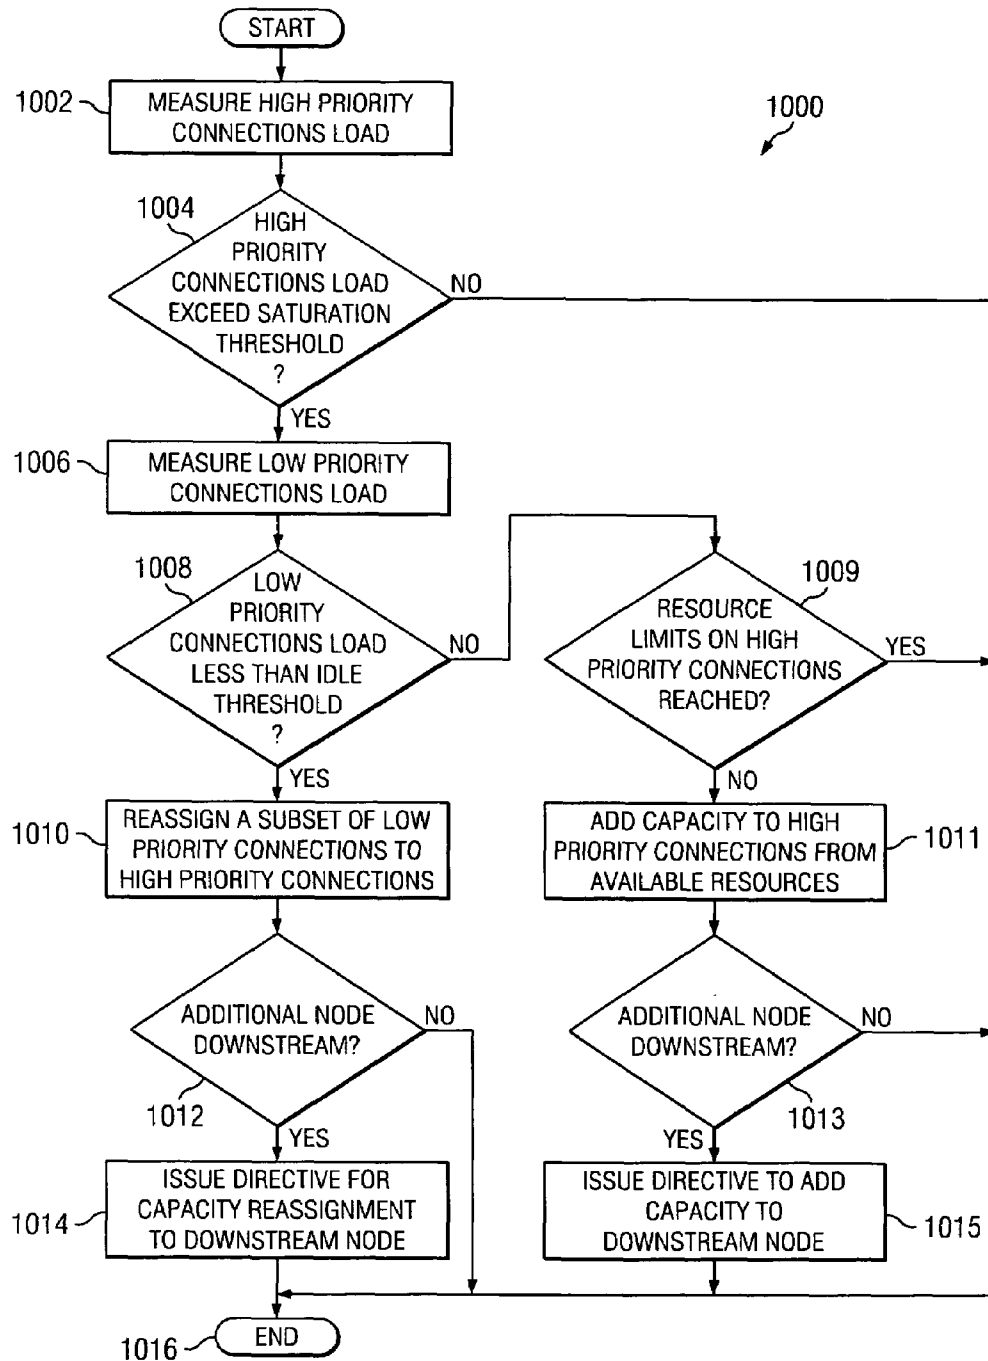 START
1002
MEASURE HIGH PRIORITY
CONNECTIONS LOAD
1000
1004
HIGH
PRIORITY
CONNECTIONS LOAD
EXCEED SATURATION
THRESHOLD
?
NO
YES
1006
MEASURE LOW PRIORITY
CONNECTIONS LOAD
1008
LOW
PRIORITY
CONNECTIONS LOAD
LESS THAN IDLE
THRESHOLD
?
NO
YES
1009
RESOURCE
LIMITS ON HIGH
PRIORITY CONNECTIONS
REACHED?
YES
NO
1010
REASSIGN A SUBSET OF LOW
PRIORITY CONNECTIONS TO
HIGH PRIORITY CONNECTIONS
ADD CAPACITY TO HIGH
PRIORITY CONNECTIONS FROM
AVAILABLE RESOURCES
1011
ADDITIONAL NODE
DOWNSTREAM?
NO
1012
YES
ADDITIONAL NODE
DOWNSTREAM?
NO
1013
YES
1014
ISSUE DIRECTIVE FOR
CAPACITY REASSIGNMENT
TO DOWNSTREAM NODE
ISSUE DIRECTIVE TO ADD
CAPACITY TO
DOWNSTREAM NODE
1015
1016
END